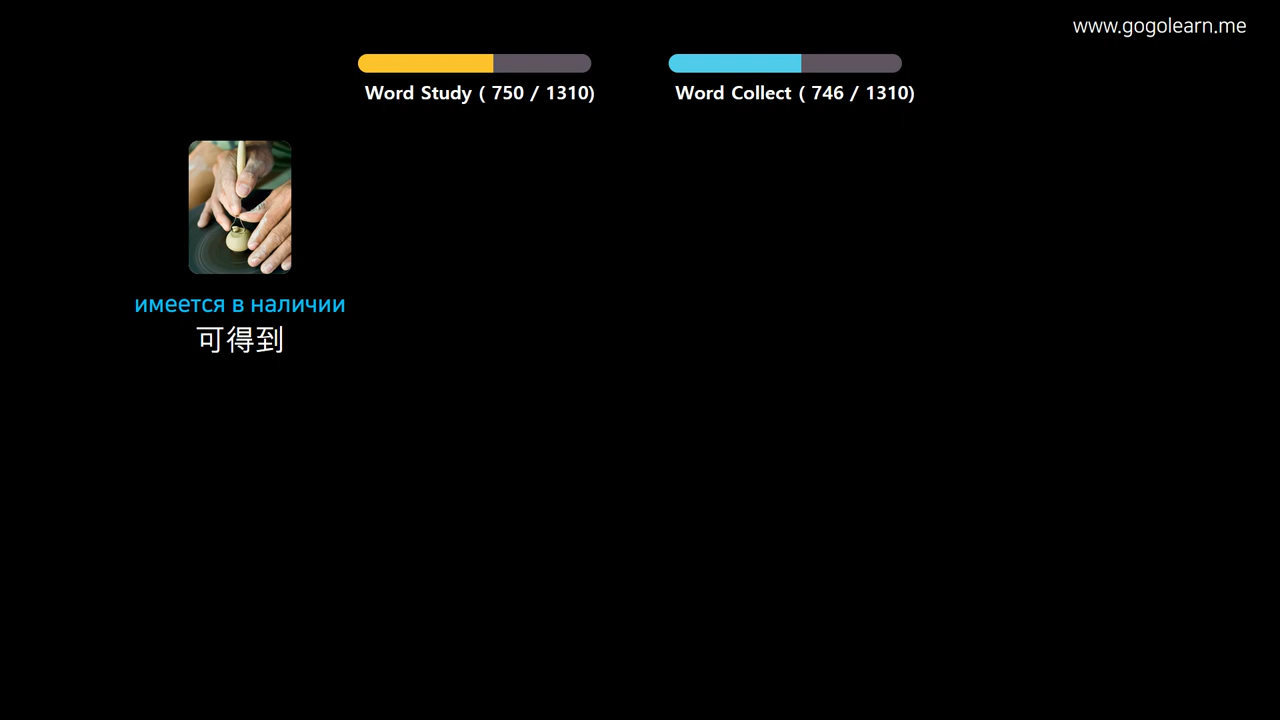 www.gogolearn.me
Word Study ( 750 / 1310)
Word Collect ( 746 / 1310)
имеется в наличии
可得到